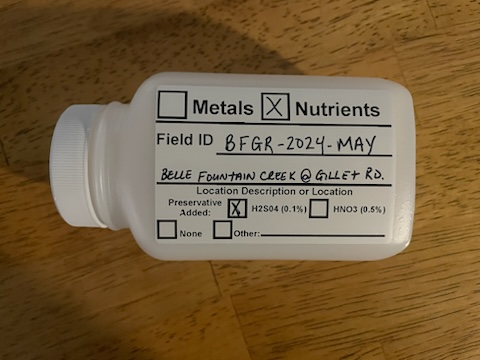 Metals X Nutrients
Field ID BFGR-2024-MAY
BELLE FOUNTAIN CREEK @ GILLET RD.
Location Description or Location
Preservative Added: X H2S04 (0.1%) HNO3 (0.5%)
None Other: